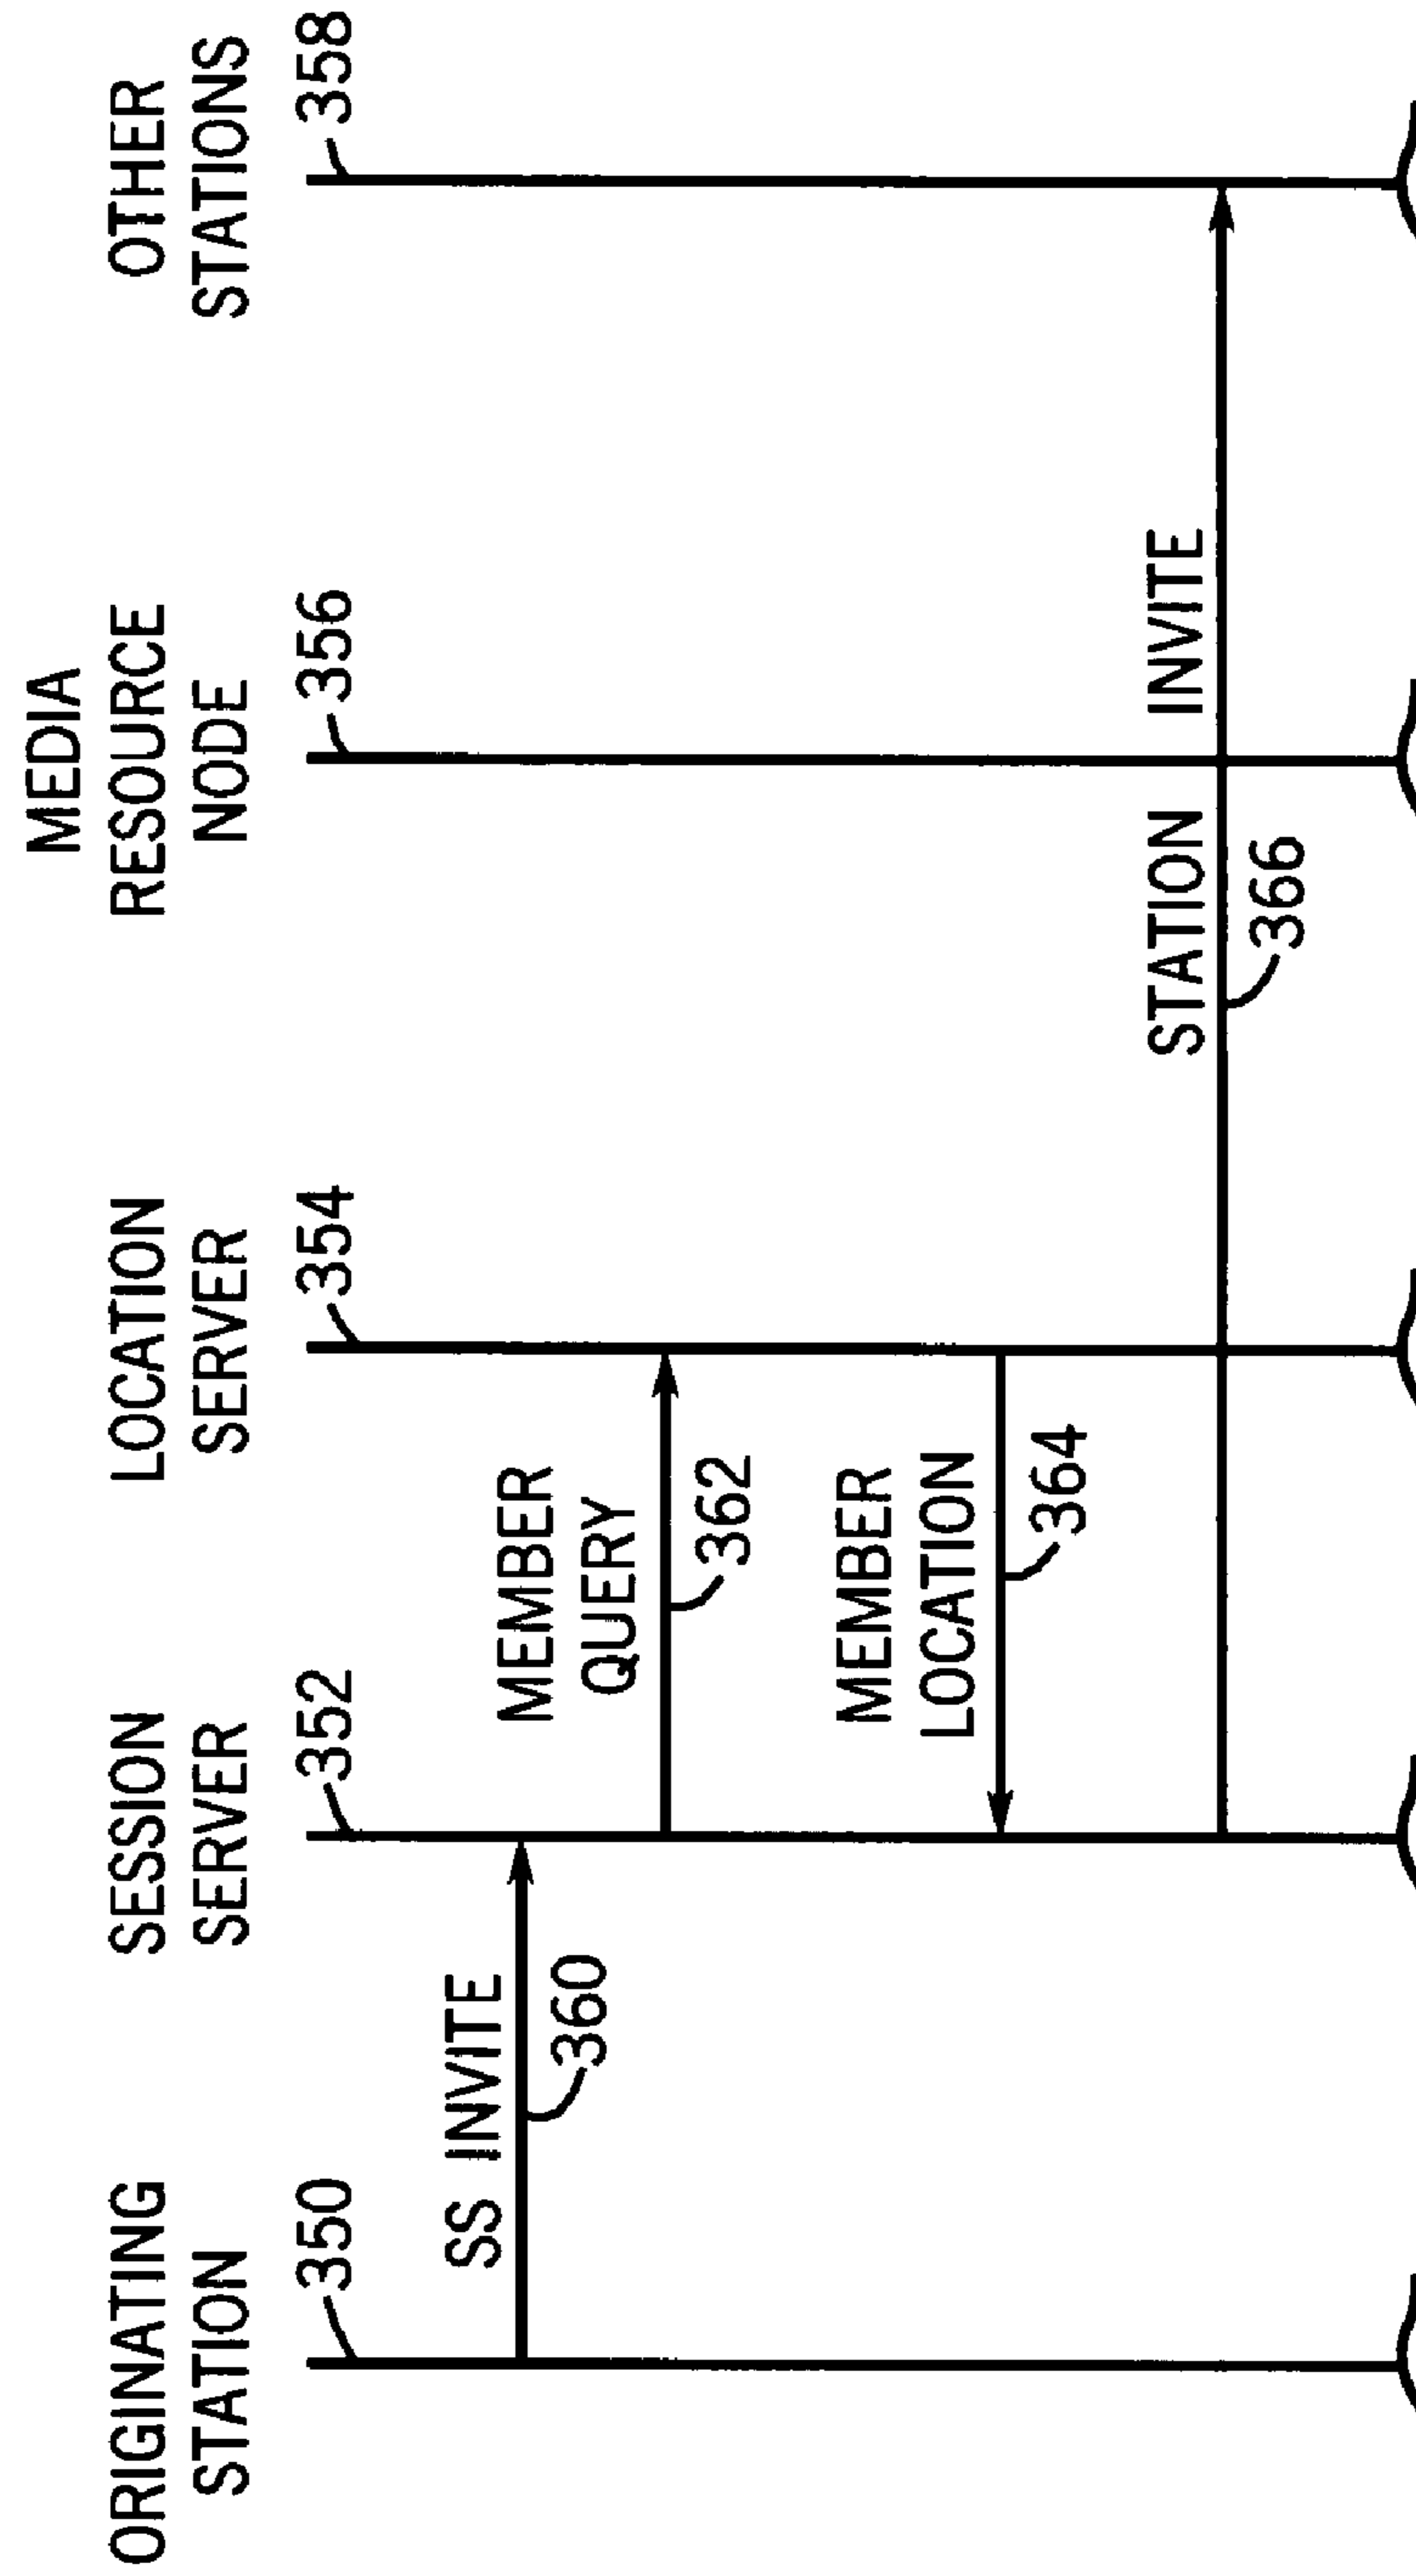 ORIGINATING
STATION
350
SESSION
SERVER
352
LOCATION
SERVER
354
MEDIA
RESOURCE
NODE
356
OTHER
STATIONS
358
SS INVITE
360
MEMBER
QUERY
362
MEMBER
LOCATION
364
STATION INVITE
366